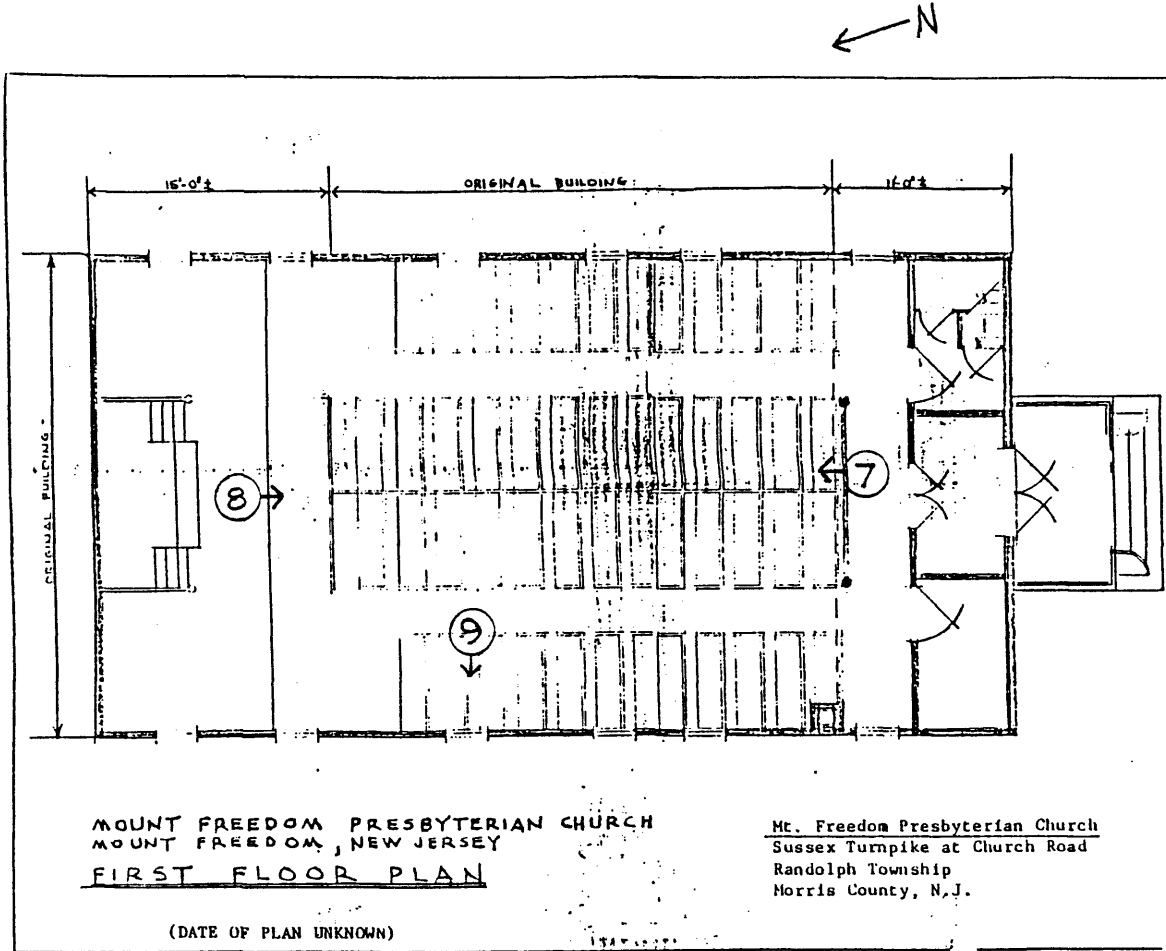 N
15'-0"±
ORIGINAL BUILDING
11'-0"±
ORIGINAL BUILDING
7
8
9
MOUNT FREEDOM PRESBYTERIAN CHURCH
MOUNT FREEDOM, NEW JERSEY
FIRST FLOOR PLAN
(DATE OF PLAN UNKNOWN)
Mt. Freedom Presbyterian Church
Sussex Turnpike at Church Road
Randolph Township
Morris County, N.J.